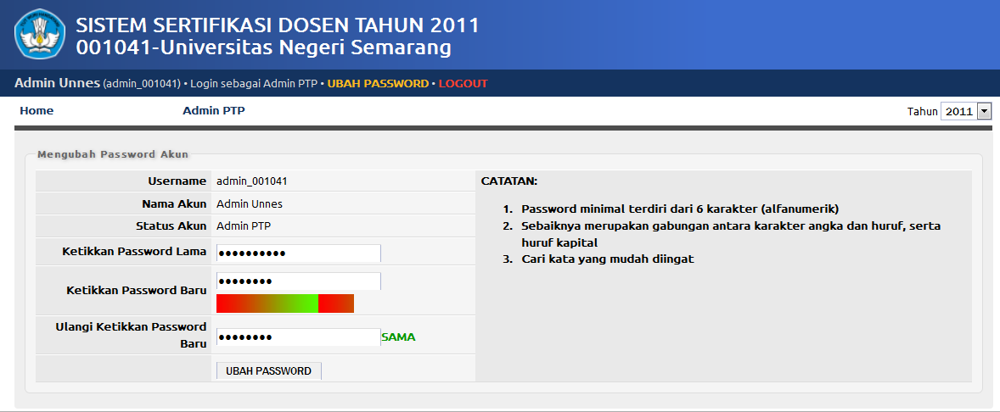 SISTEM SERTIFIKASI DOSEN TAHUN 2011
001041-Universitas Negeri Semarang
Admin Unnes (admin_001041) • Login sebagai Admin PTP • UBAH PASSWORD • LOGOUT
Home Admin PTP Tahun 2011
Mengubah Password Akun
Username admin_001041
Nama Akun Admin Unnes
Status Akun Admin PTP
Ketikkan Password Lama ••••••••••
Ketikkan Password Baru ••••••••
Ulangi Ketikkan Password
Baru •••••••• SAMA
UBAH PASSWORD
CATATAN:
1. Password minimal terdiri dari 6 karakter (alfanumerik)
2. Sebaiknya merupakan gabungan antara karakter angka dan huruf, serta
huruf kapital
3. Cari kata yang mudah diingat